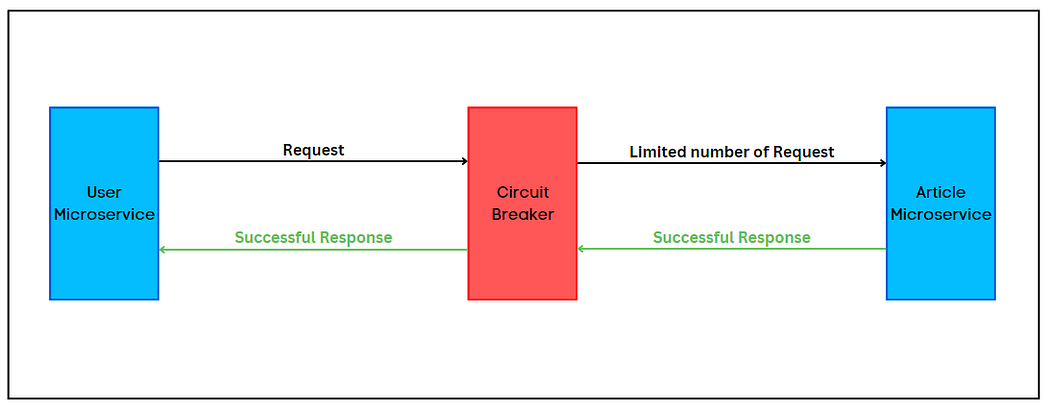 Request
Limited number of Request
User
Microservice
Circuit
Breaker
Article
Microservice
Successful Response
Successful Response